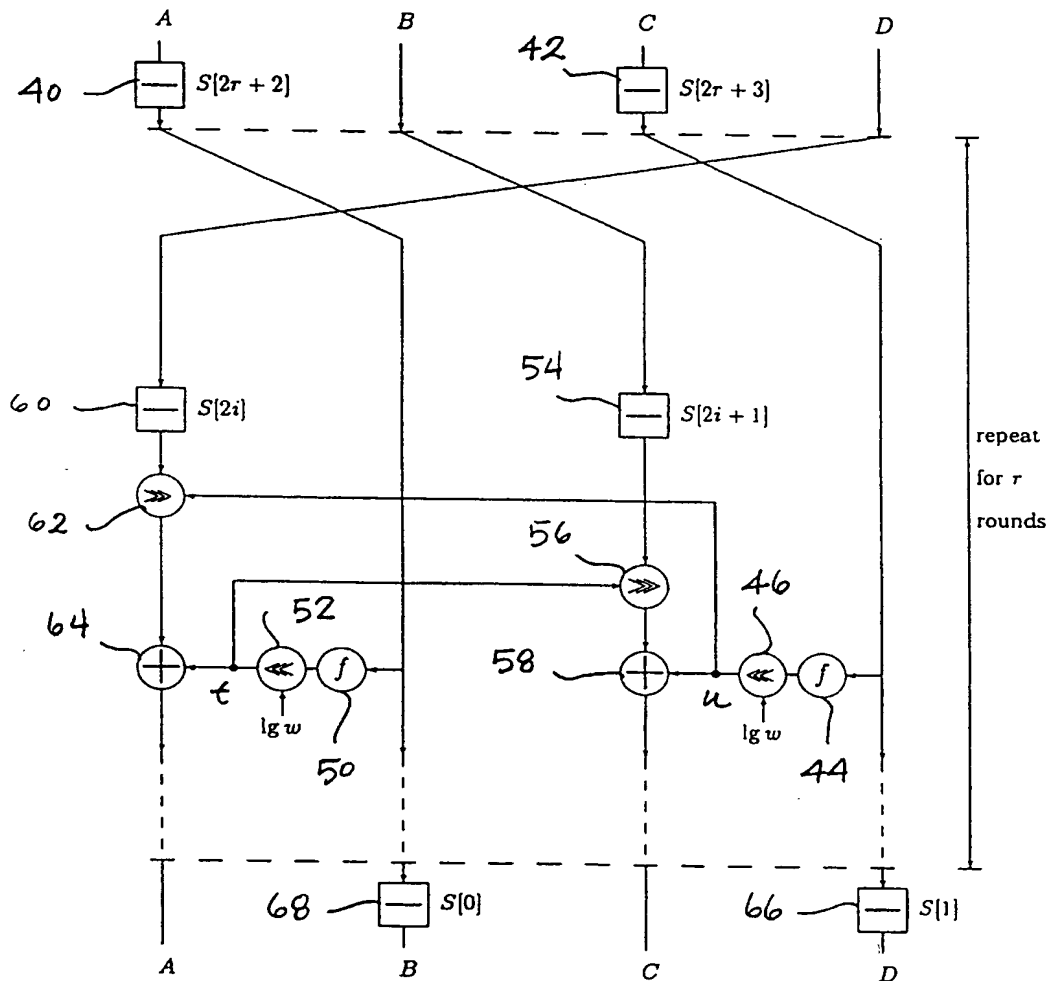 A B C D
40 S[2r + 2] 42 S[2r + 3]
60 S[2i] 54 S[2i + 1]
repeat
for r
rounds
>>>
62
56 >>>
64 52 46
+ <<< f 58 + <<< f
t u
lg w lg w
50 44
68 S[0] 66 S[1]
A B C D